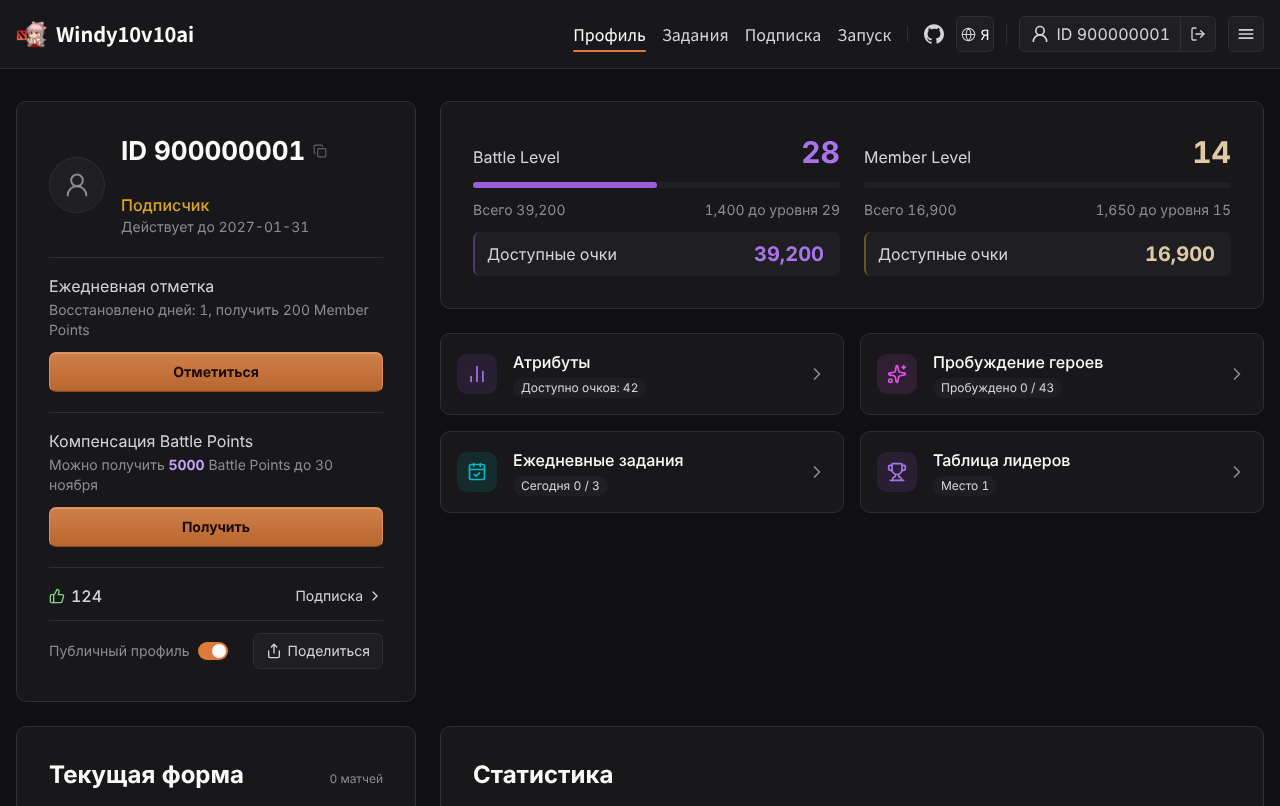 Windy10v10ai
Профиль
Задания
Подписка
Запуск
Я
ID 900000001
ID 900000001
Подписчик
Действует до 2027-01-31
Ежедневная отметка
Восстановлено дней: 1, получить 200 Member
Points
Отметиться
Компенсация Battle Points
Можно получить 5000 Battle Points до 30
ноября
Получить
124
Подписка
Публичный профиль
Поделиться
Battle Level
28
Всего 39,200
1,400 до уровня 29
Доступные очки
39,200
Member Level
14
Всего 16,900
1,650 до уровня 15
Доступные очки
16,900
Атрибуты
Доступно очков: 42
Пробуждение героев
Пробуждено 0 / 43
Ежедневные задания
Сегодня 0 / 3
Таблица лидеров
Место 1
Текущая форма
0 матчей
Статистика